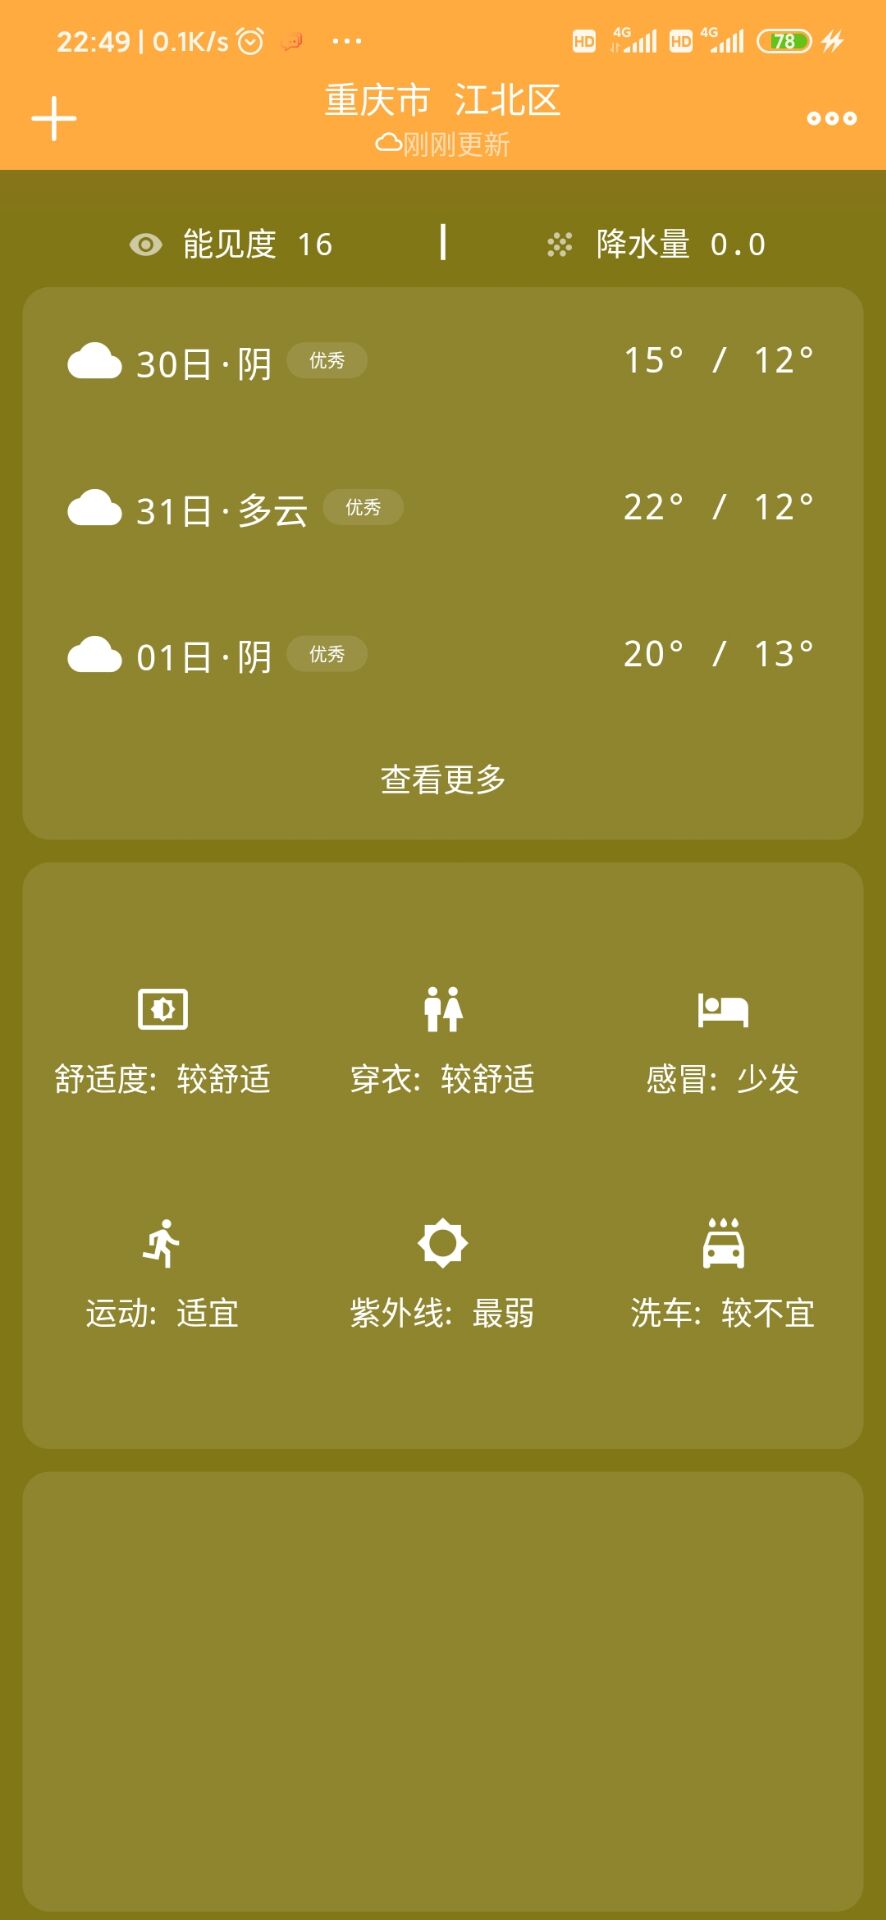 22:49 | 0.1K/s ... HD 4G HD 4G 78
重庆市 江北区
刚刚更新
能见度 16 | 降水量 0.0
30日·阴 优秀 15° / 12°
31日·多云 优秀 22° / 12°
01日·阴 优秀 20° / 13°
查看更多
舒适度: 较舒适 穿衣: 较舒适 感冒: 少发
运动: 适宜 紫外线: 最弱 洗车: 较不宜